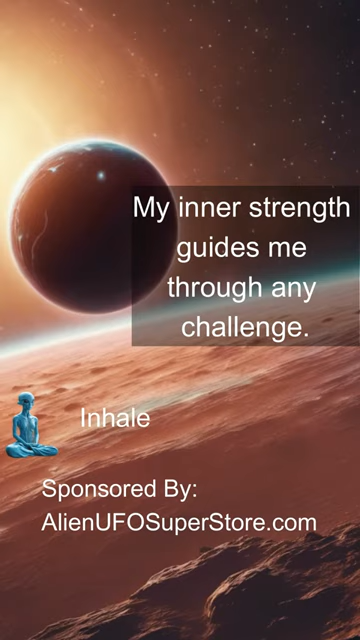 My inner strength
guides me
through any
challenge.
Inhale
Sponsored By:
AlienUFOSuperStore.com